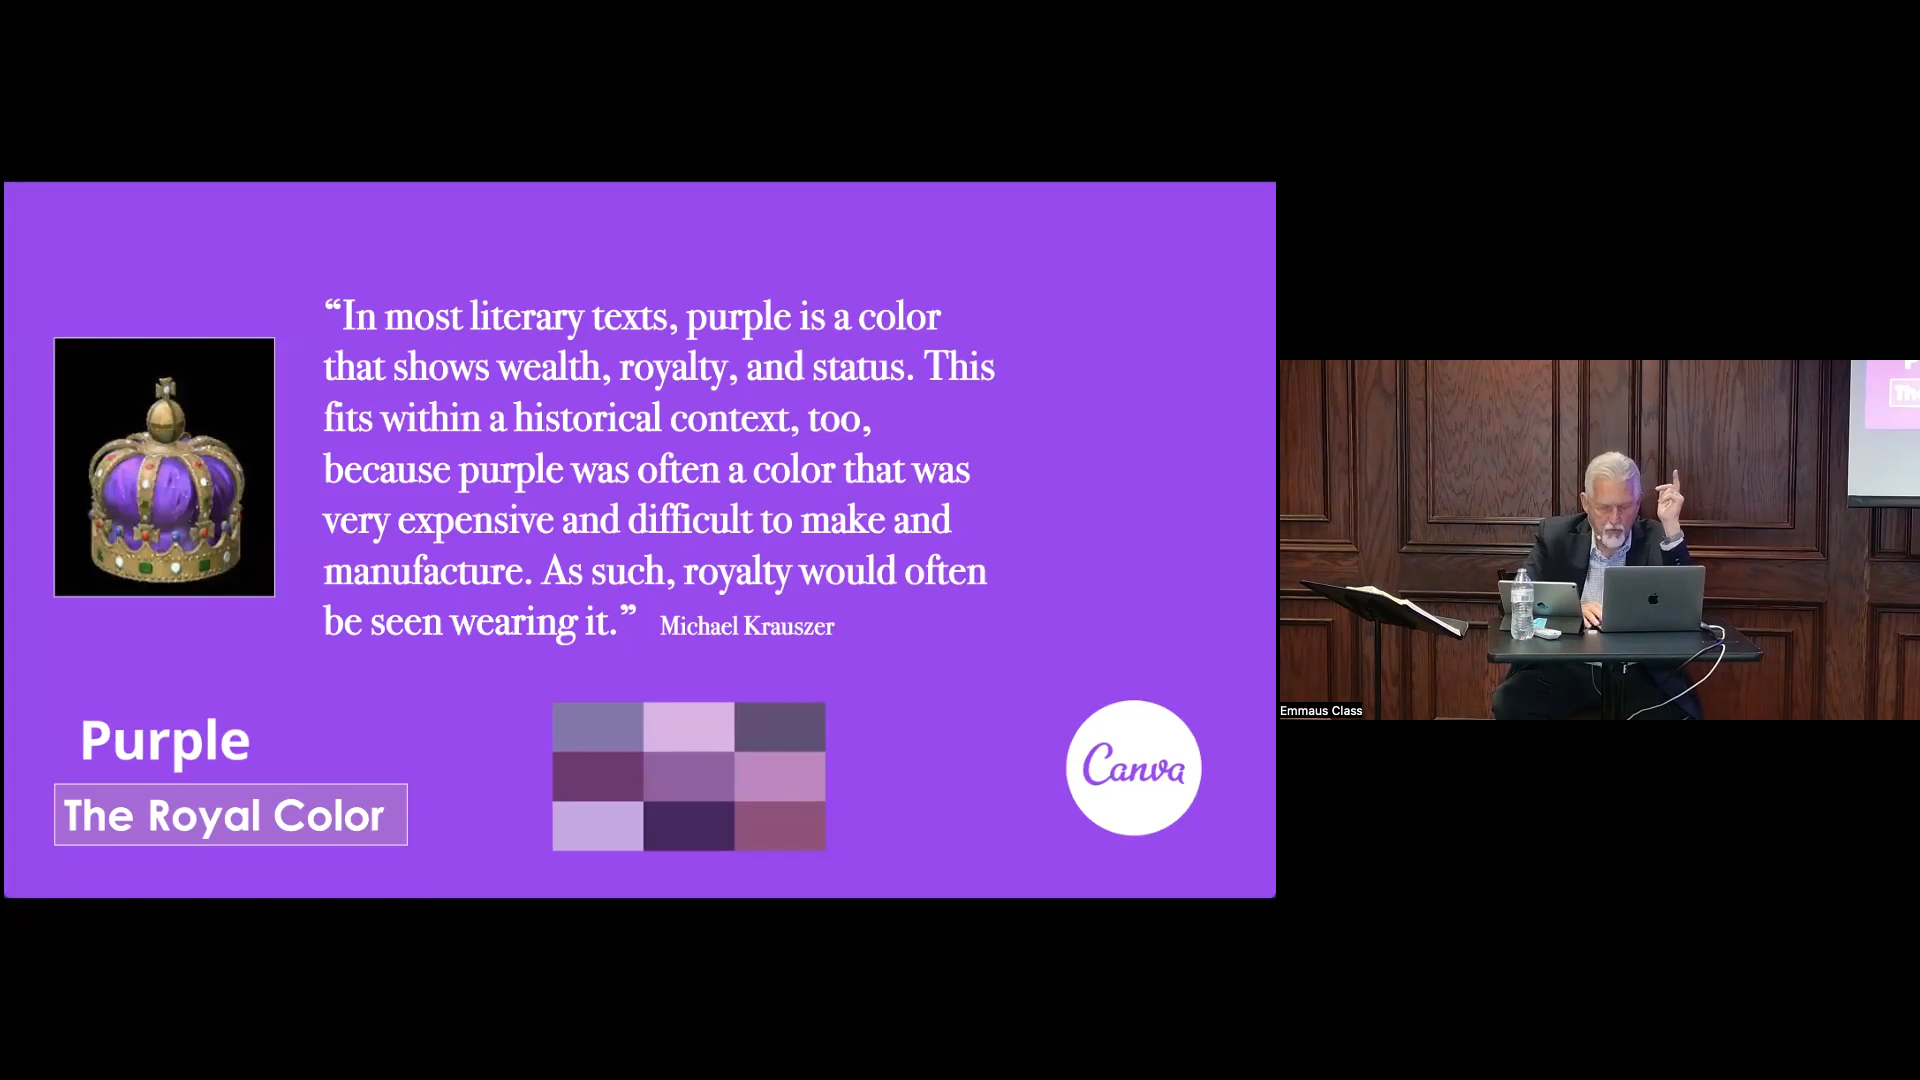 “In most literary texts, purple is a color
that shows wealth, royalty, and status. This
fits within a historical context, too,
because purple was often a color that was
very expensive and difficult to make and
manufacture. As such, royalty would often
be seen wearing it.” Michael Krauszer
Purple
The Royal Color
Canva
Emmaus Class